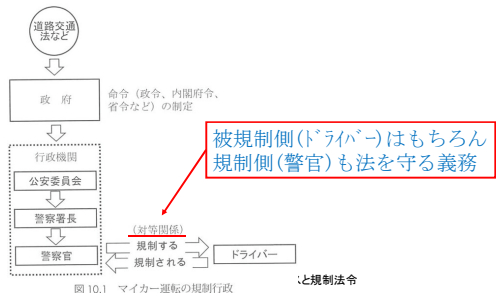 道路交通
法など
政 府
命令（政令、内閣府令、
省令など）の制定
被規制側(ﾄﾞﾗｲﾊﾞｰ)はもちろん
規制側(警官)も法を守る義務
行政機関
公安委員会
警察署長
警察官
(対等関係)
規制する
規制される
ドライバー
と規制法令
図10.1 マイカー運転の規制行政